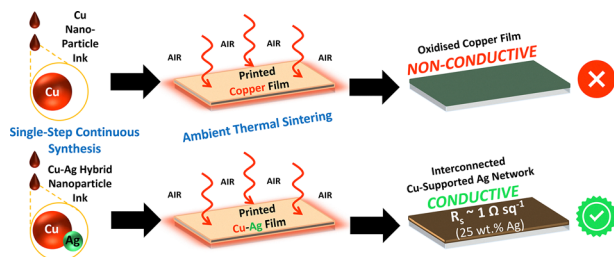 Cu
Nano-
Particle
Ink
Cu
AIR
AIR
AIR
AIR
Printed
Copper Film
Oxidised Copper Film
NON-CONDUCTIVE
Single-Step Continuous
Synthesis
Ambient Thermal Sintering
Cu-Ag Hybrid
Nanoparticle
Ink
Cu
Ag
AIR
AIR
AIR
AIR
Printed
Cu-Ag Film
Interconnected
Cu-Supported Ag Network
CONDUCTIVE
Rs ~ 1 Ω sq⁻¹
(25 wt.% Ag)